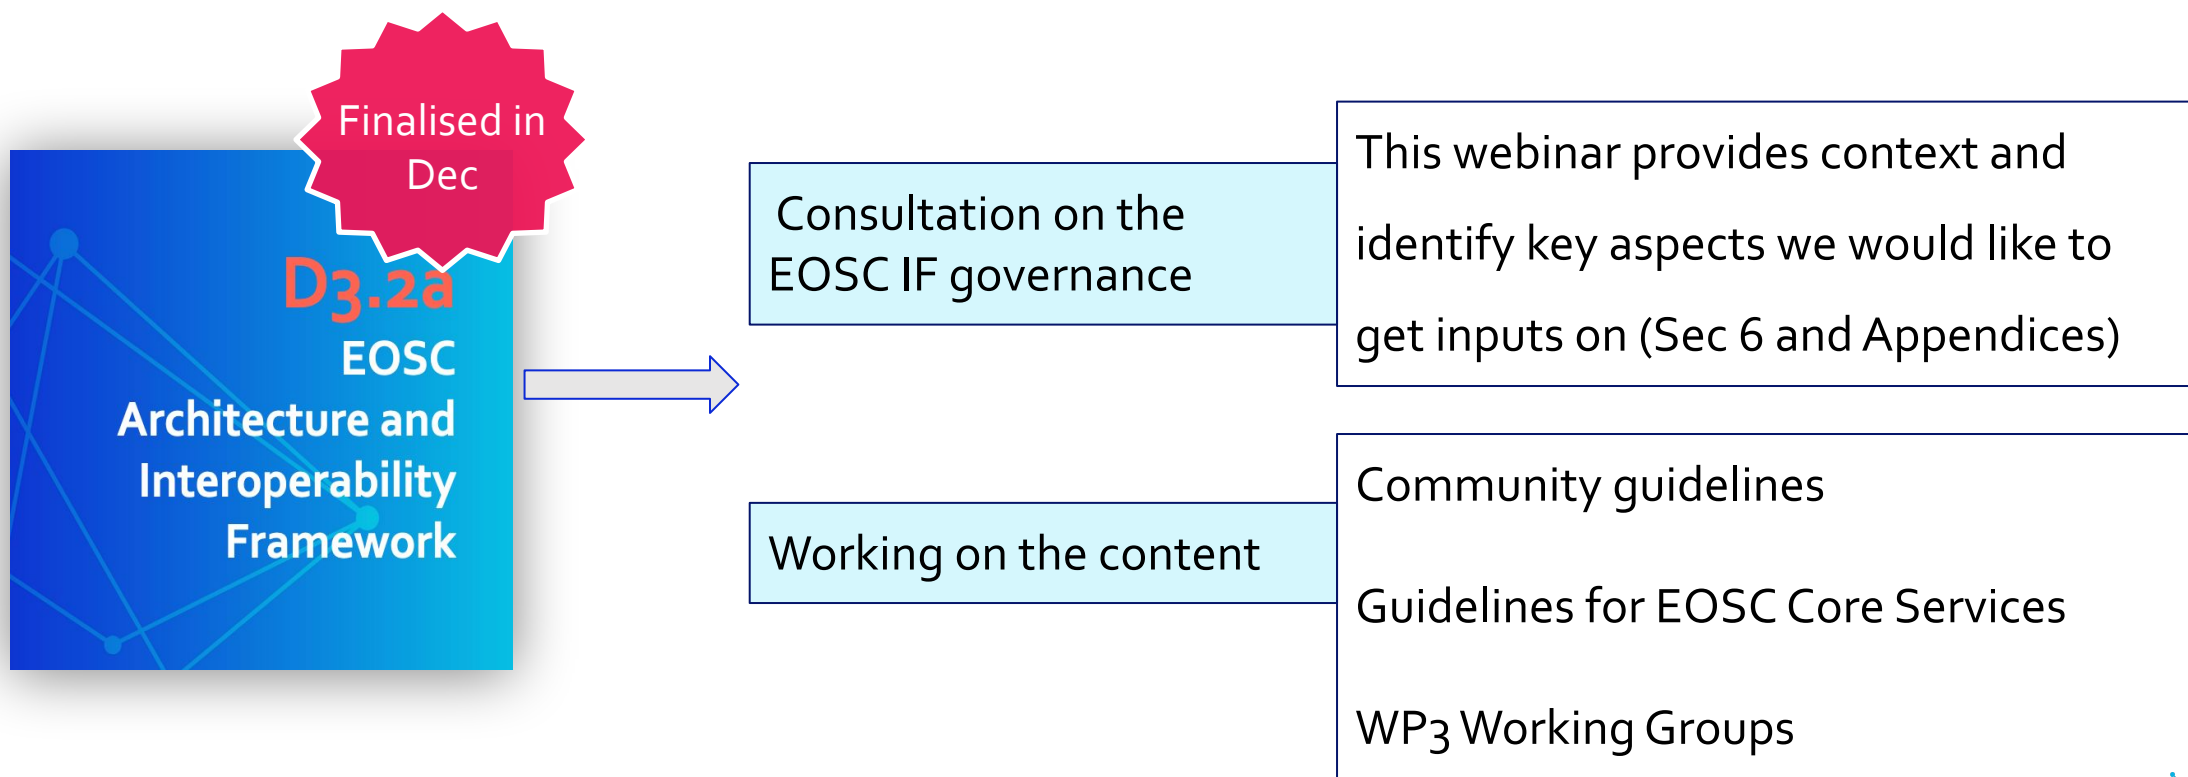 Finalised in
Dec
D3.2a
EOSC
Architecture and
Interoperability
Framework
Consultation on the
EOSC IF governance
This webinar provides context and
identify key aspects we would like to
get inputs on (Sec 6 and Appendices)
Working on the content
Community guidelines
Guidelines for EOSC Core Services
WP3 Working Groups